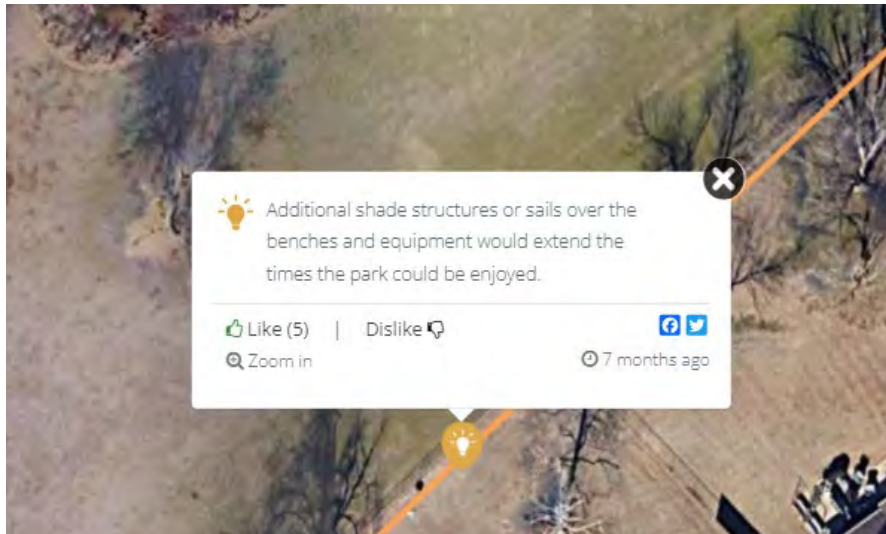 Additional shade structures or sails over the
benches and equipment would extend the
times the park could be enjoyed.
Like (5) | Dislike
Zoom in
7 months ago